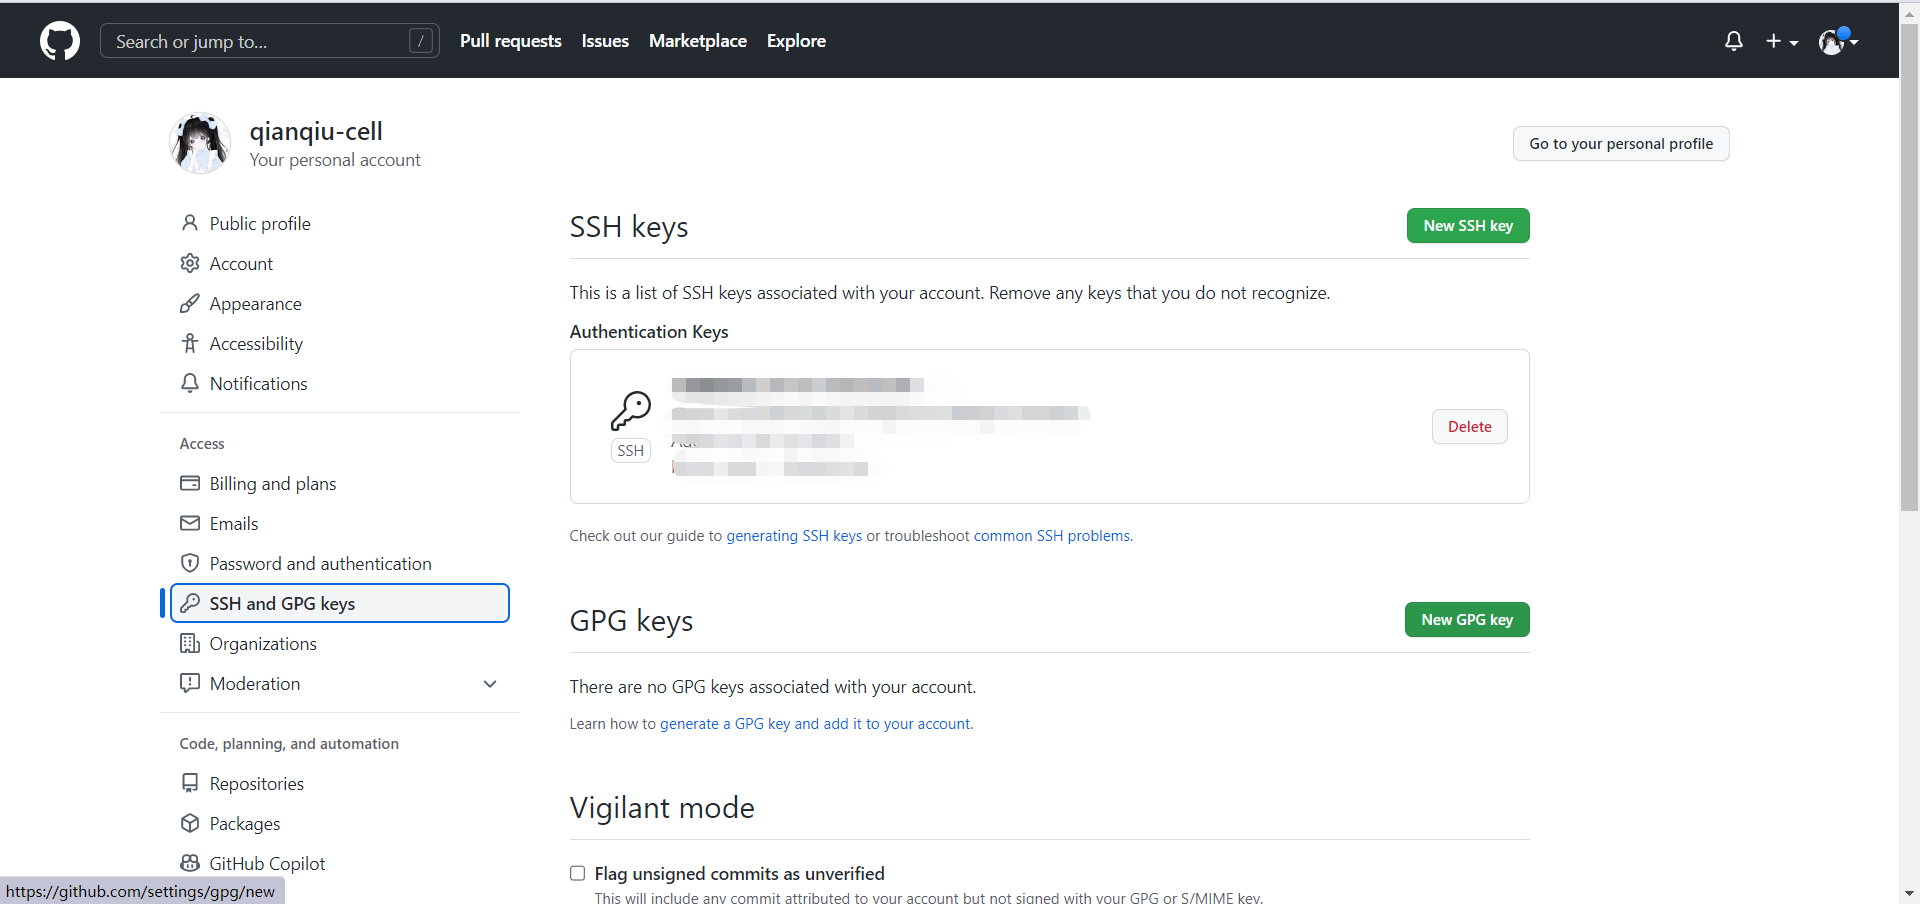 Search or jump to...
/
Pull requests
Issues
Marketplace
Explore
qianqiu-cell
Your personal account
Go to your personal profile
Public profile
Account
Appearance
Accessibility
Notifications
Access
Billing and plans
Emails
Password and authentication
SSH and GPG keys
Organizations
Moderation
Code, planning, and automation
Repositories
Packages
GitHub Copilot
SSH keys
New SSH key
This is a list of SSH keys associated with your account. Remove any keys that you do not recognize.
Authentication Keys
SSH
Delete
Check out our guide to generating SSH keys or troubleshoot common SSH problems.
GPG keys
New GPG key
There are no GPG keys associated with your account.
Learn how to generate a GPG key and add it to your account.
Vigilant mode
Flag unsigned commits as unverified
This will include any commit attributed to your account but not signed with your GPG or S/MIME key.
https://github.com/settings/gpg/new